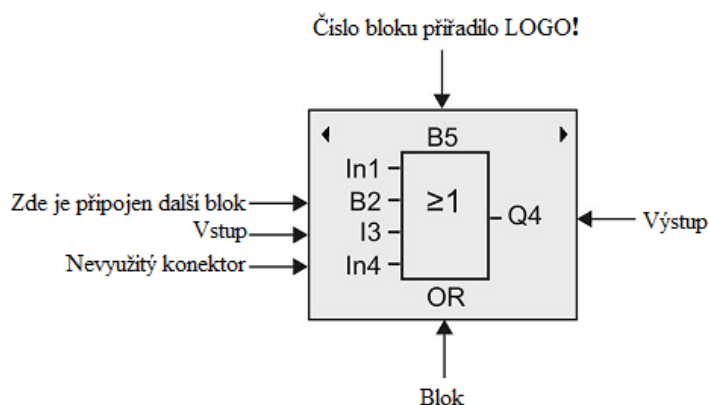 Číslo bloku přiřadilo LOGO!
B5
In1
Zde je připojen další blok
B2
≥1
Q4
Výstup
Vstup
I3
Nevyužitý konektor
In4
OR
Blok